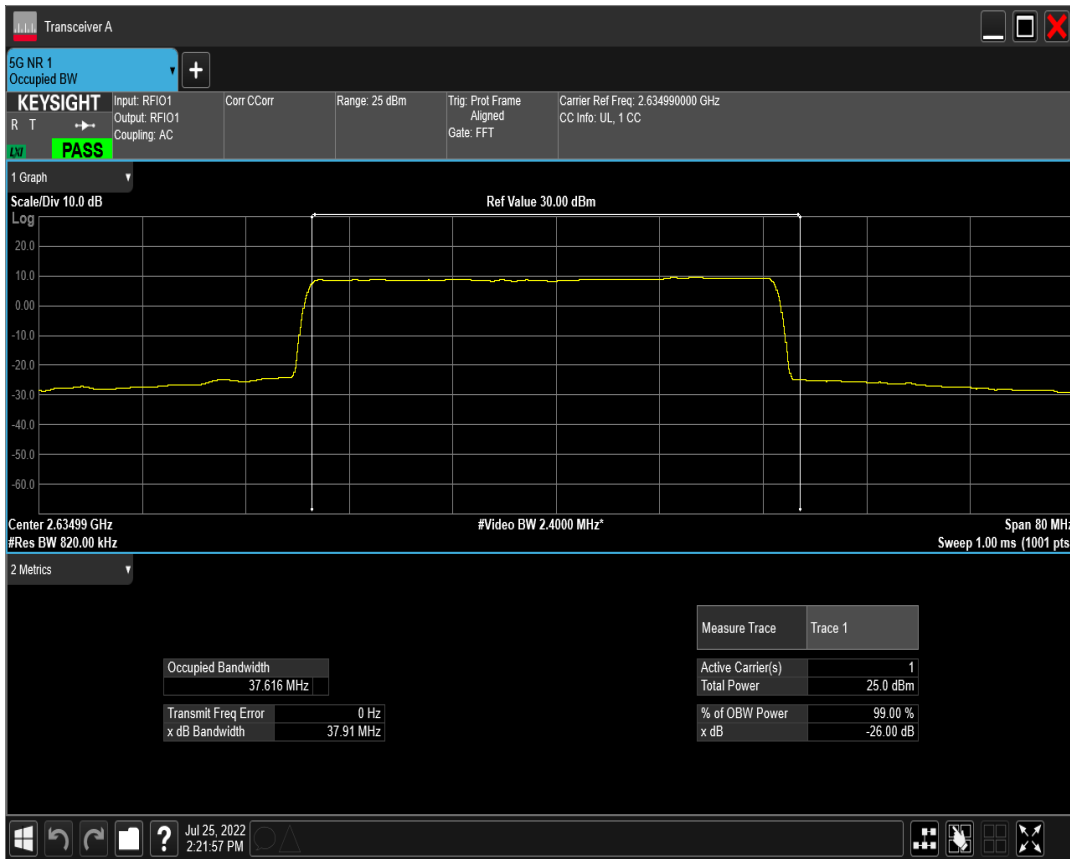 Transceiver A
5G NR 1
Occupied BW
KEYSIGHT
R T
LXI
PASS
Input: RFIO1
Output: RFIO1
Coupling: AC
Corr CCorr
Range: 25 dBm
Trig: Prot Frame
Aligned
Gate: FFT
Carrier Ref Freq: 2.634990000 GHz
CC Info: UL, 1 CC
1 Graph
Scale/Div 10.0 dB
Ref Value 30.00 dBm
Log
20.0
10.0
0.00
-10.0
-20.0
-30.0
-40.0
-50.0
-60.0
Center 2.63499 GHz
#Video BW 2.4000 MHz*
Span 80 MHz
#Res BW 820.00 kHz
Sweep 1.00 ms (1001 pts
2 Metrics
Measure Trace Trace 1
Occupied Bandwidth
37.616 MHz
Active Carrier(s) 1
Total Power 25.0 dBm
Transmit Freq Error 0 Hz
x dB Bandwidth 37.91 MHz
% of OBW Power 99.00 %
x dB -26.00 dB
?
Jul 25, 2022
2:21:57 PM